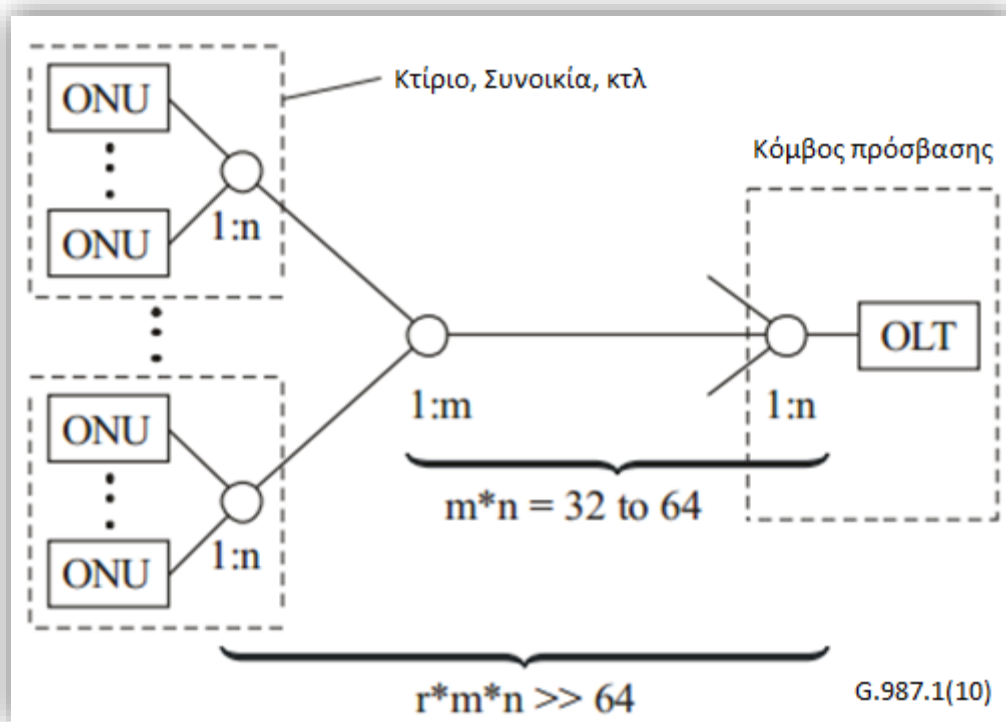 ONU
Κτίριο, Συνοικία, κτλ
Κόμβος πρόσβασης
ONU
1:n
OLT
ONU
1:m
1:n
m*n = 32 to 64
ONU
1:n
r*m*n >> 64
G.987.1(10)